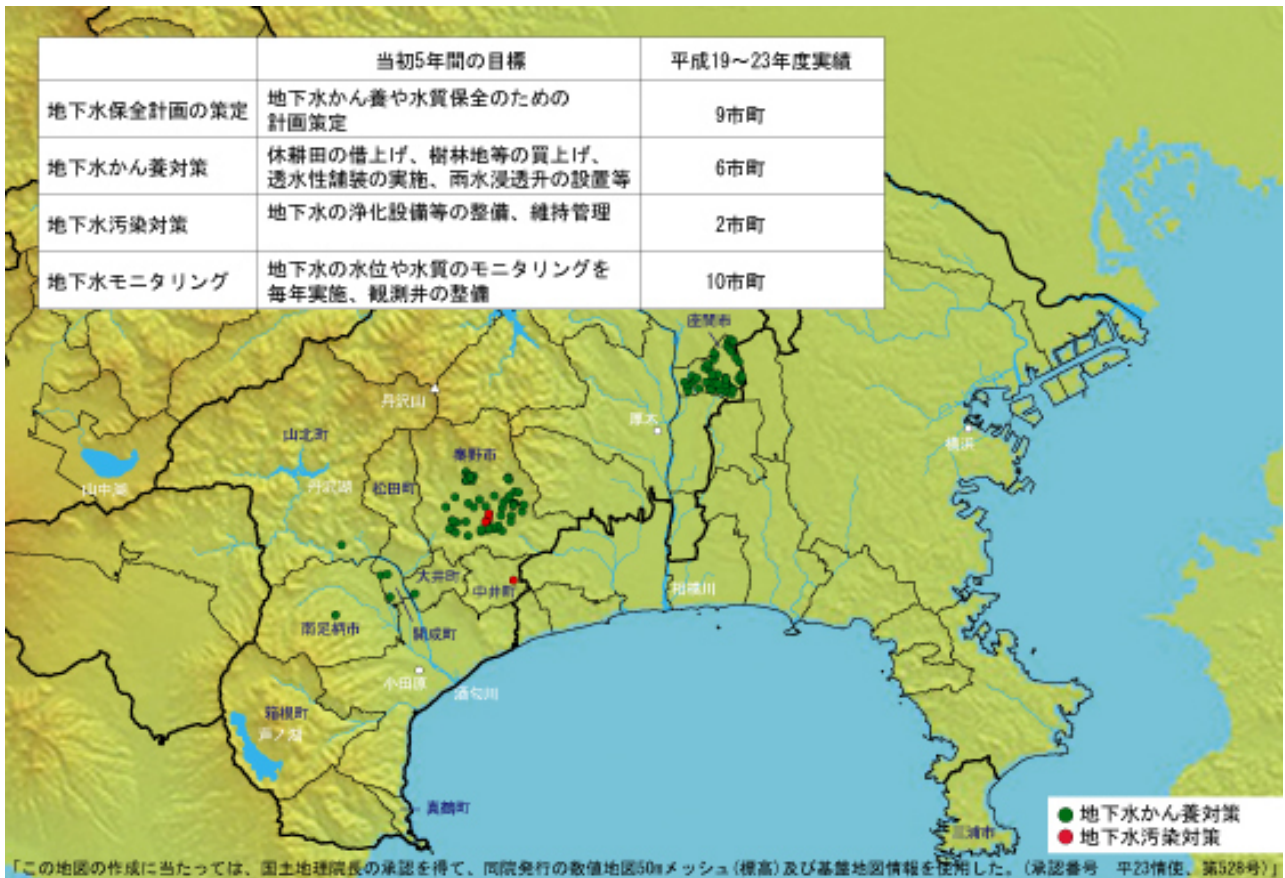 当初5年間の目標
平成19～23年度実績
地下水保全計画の策定
地下水かん養や水質保全のための
計画策定
9市町
地下水かん養対策
休耕田の借上げ、樹林地等の買上げ、
透水性舗装の実施、雨水浸透升の設置等
6市町
地下水汚染対策
地下水の浄化設備等の整備、維持管理
2市町
地下水モニタリング
地下水の水位や水質のモニタリングを
毎年実施、観測井の整備
10市町
座間市
丹沢山
厚木
山北町
秦野市
横浜
山中湖
丹沢湖
松田町
大井町
中井町
相模川
南足柄市
開成町
小田原
酒匂川
箱根町
芦ノ湖
真鶴町
三浦市
地下水かん養対策
地下水汚染対策
「この地図の作成に当たっては、国土地理院長の承認を得て、同院発行の数値地図50mメッシュ(標高)及び基盤地図情報を使用した。(承認番号 平23情使、第528号)」